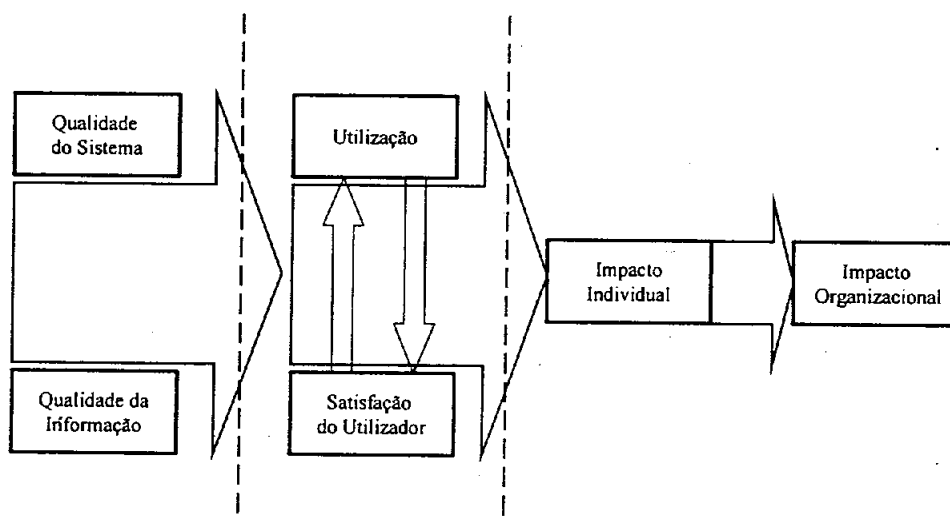 Qualidade
do Sistema
Utilização
Impacto
Individual
Impacto
Organizacional
Qualidade da
Informação
Satisfação
do Utilizador